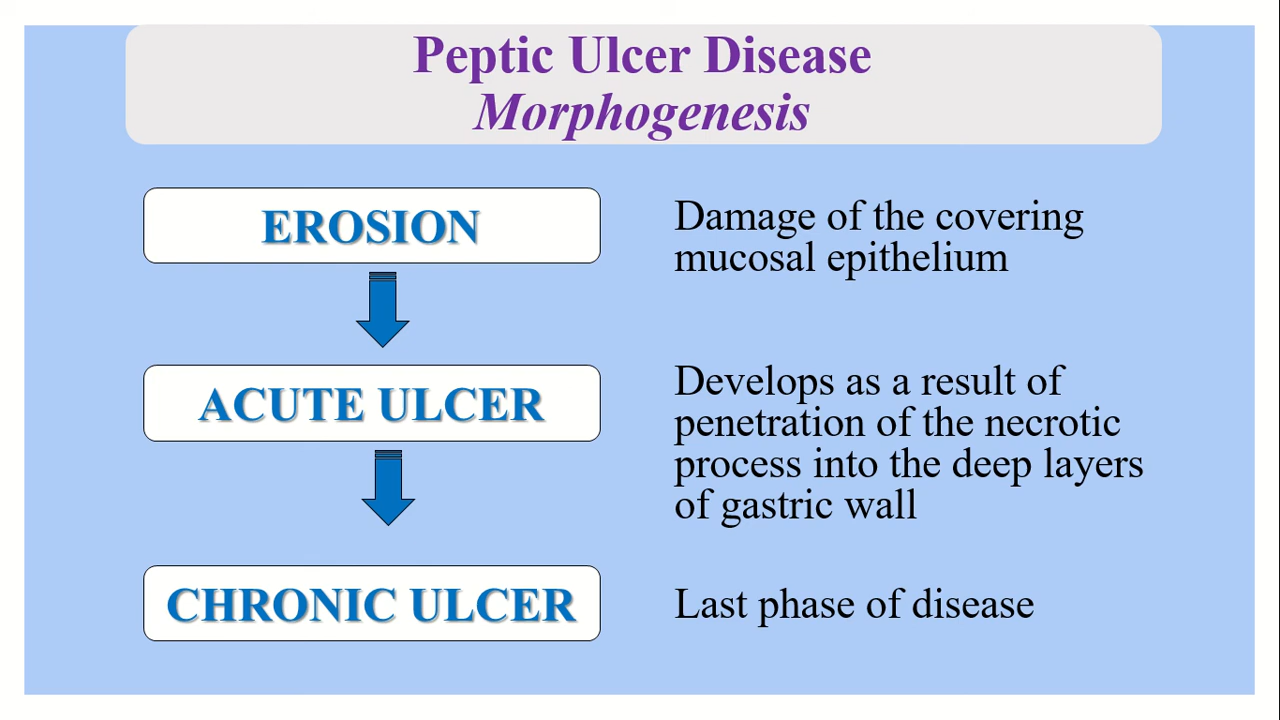 Peptic Ulcer Disease
Morphogenesis
EROSION
Damage of the covering
mucosal epithelium
ACUTE ULCER
Develops as a result of
penetration of the necrotic
process into the deep layers
of gastric wall
CHRONIC ULCER
Last phase of disease